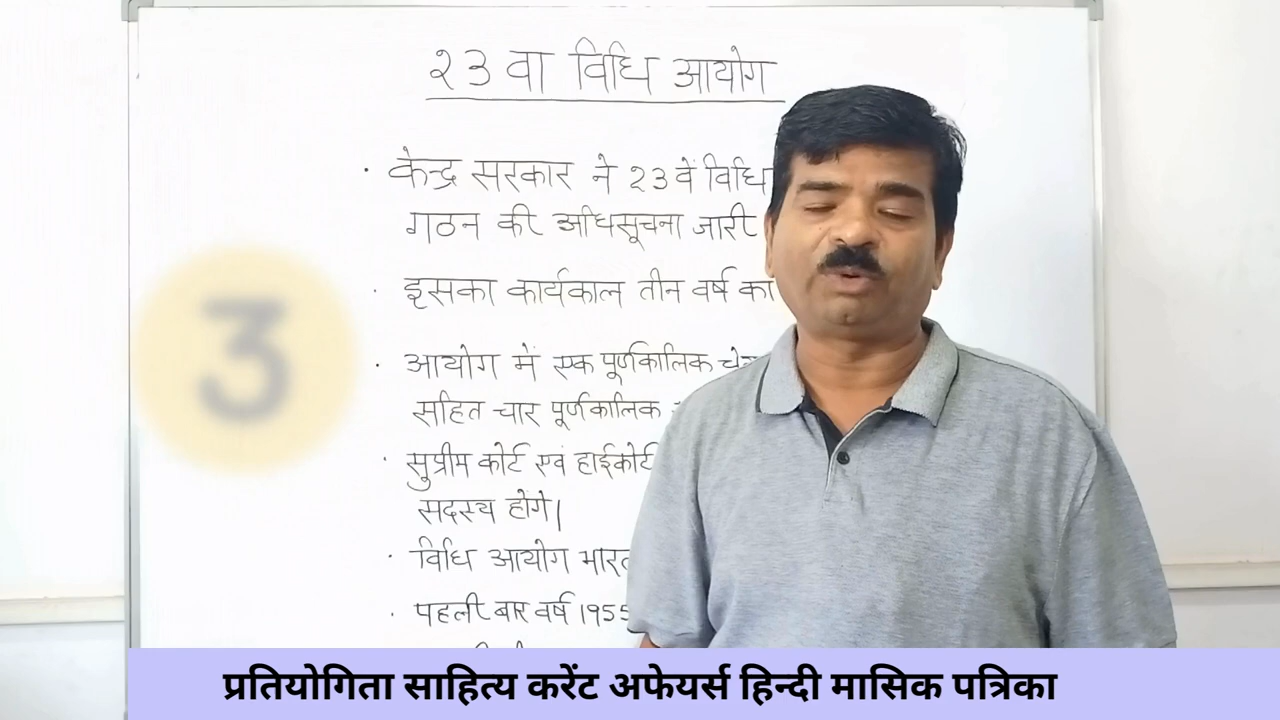 २३ वा विधि आयोग
• केन्द्र सरकार ने २३ वें विधि
गठन की अधिसूचना जारी
• इसका कार्यकाल तीन वर्ष का
• आयोग में एक पूर्णकालिक
सहित चार पूर्णकालिक
• सुप्रीम कोर्ट एवं हाईकोर्ट
सदस्य होंगे।
• विधि आयोग भारत
• पहली बार वर्ष 1955
3
प्रतियोगिता साहित्य करेंट अफेयर्स हिन्दी मासिक पत्रिका